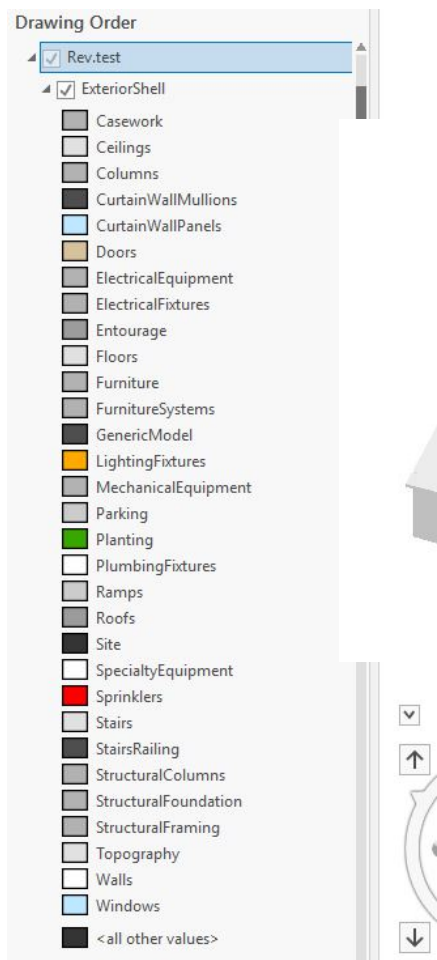 Drawing Order
Rev.test
ExteriorShell
Casework
Ceilings
Columns
CurtainWallMullions
CurtainWallPanels
Doors
ElectricalEquipment
ElectricalFixtures
Entourage
Floors
Furniture
FurnitureSystems
GenericModel
LightingFixtures
MechanicalEquipment
Parking
Planting
PlumbingFixtures
Ramps
Roofs
Site
SpecialtyEquipment
Sprinklers
Stairs
StairsRailing
StructuralColumns
StructuralFoundation
StructuralFraming
Topography
Walls
Windows
<all other values>